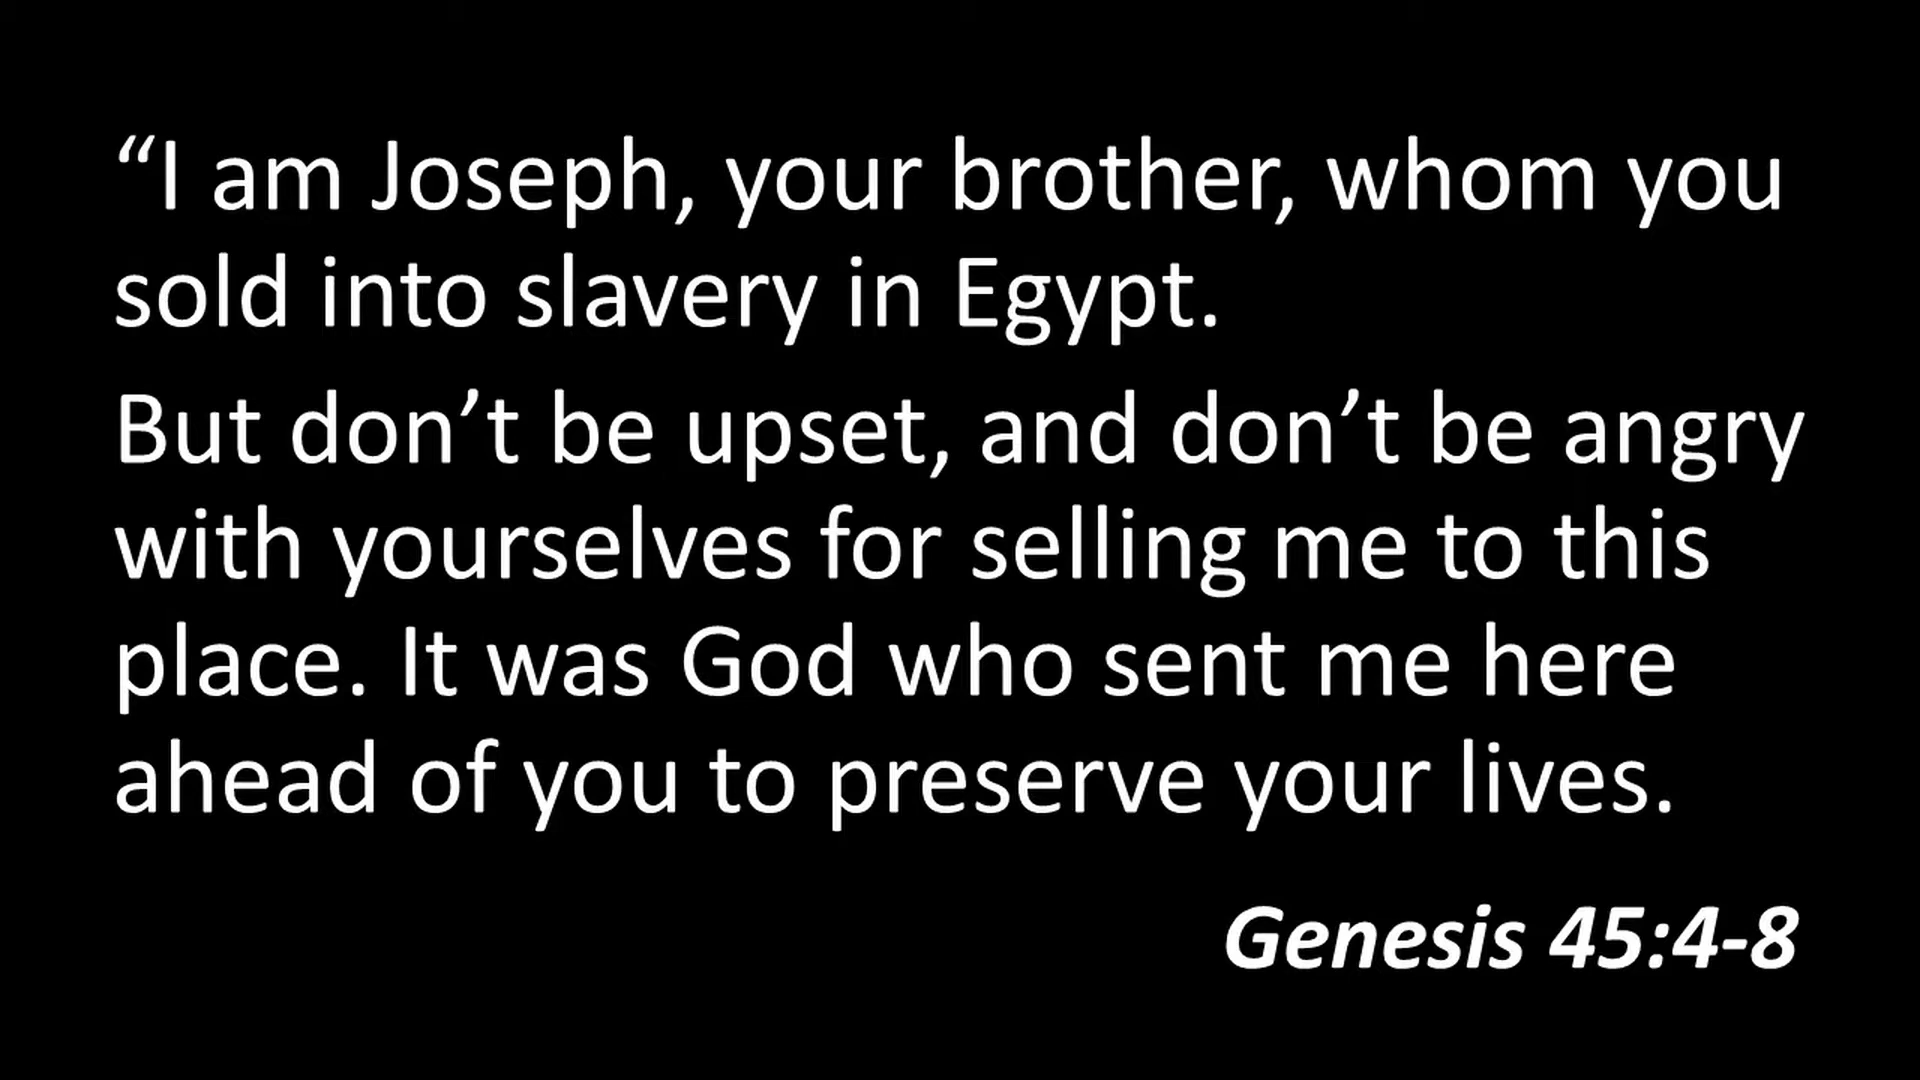 “I am Joseph, your brother, whom you
sold into slavery in Egypt.
But don’t be upset, and don’t be angry
with yourselves for selling me to this
place. It was God who sent me here
ahead of you to preserve your lives.
Genesis 45:4-8